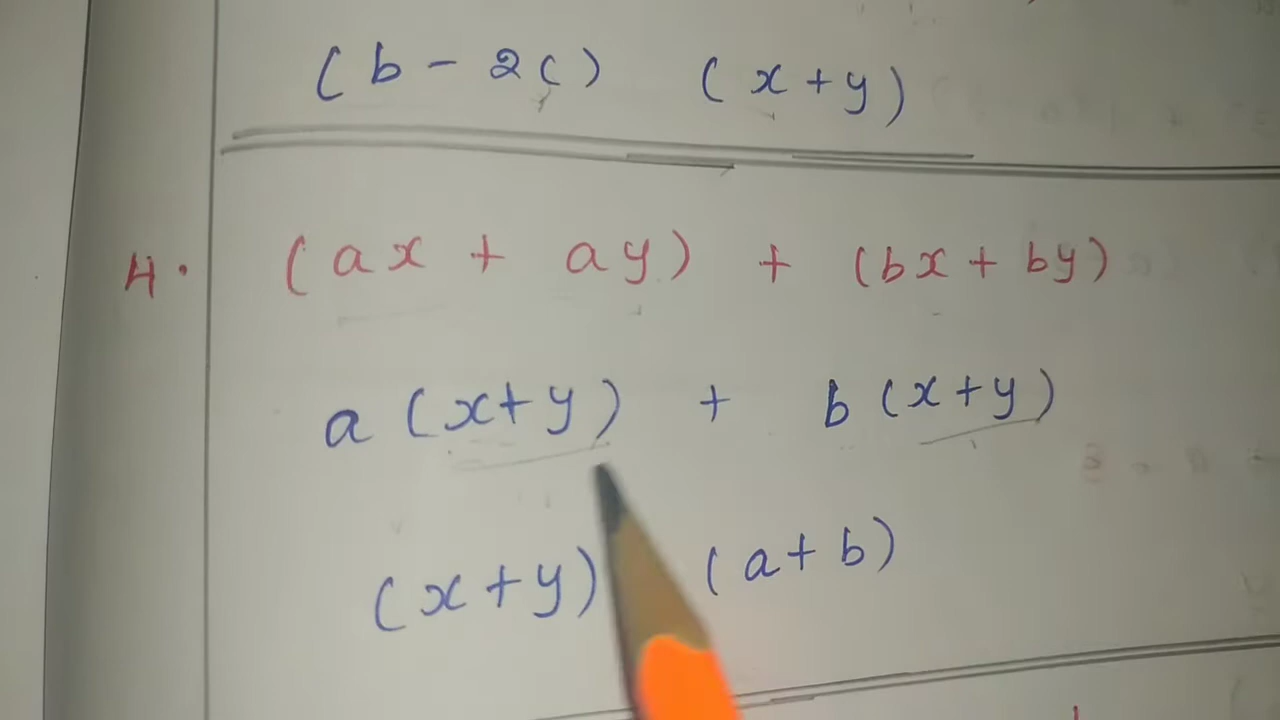 (b - 2c) (x+y)
4. (ax + ay) + (bx + by)
a (x+y) + b (x+y)
(x+y) (a+b)